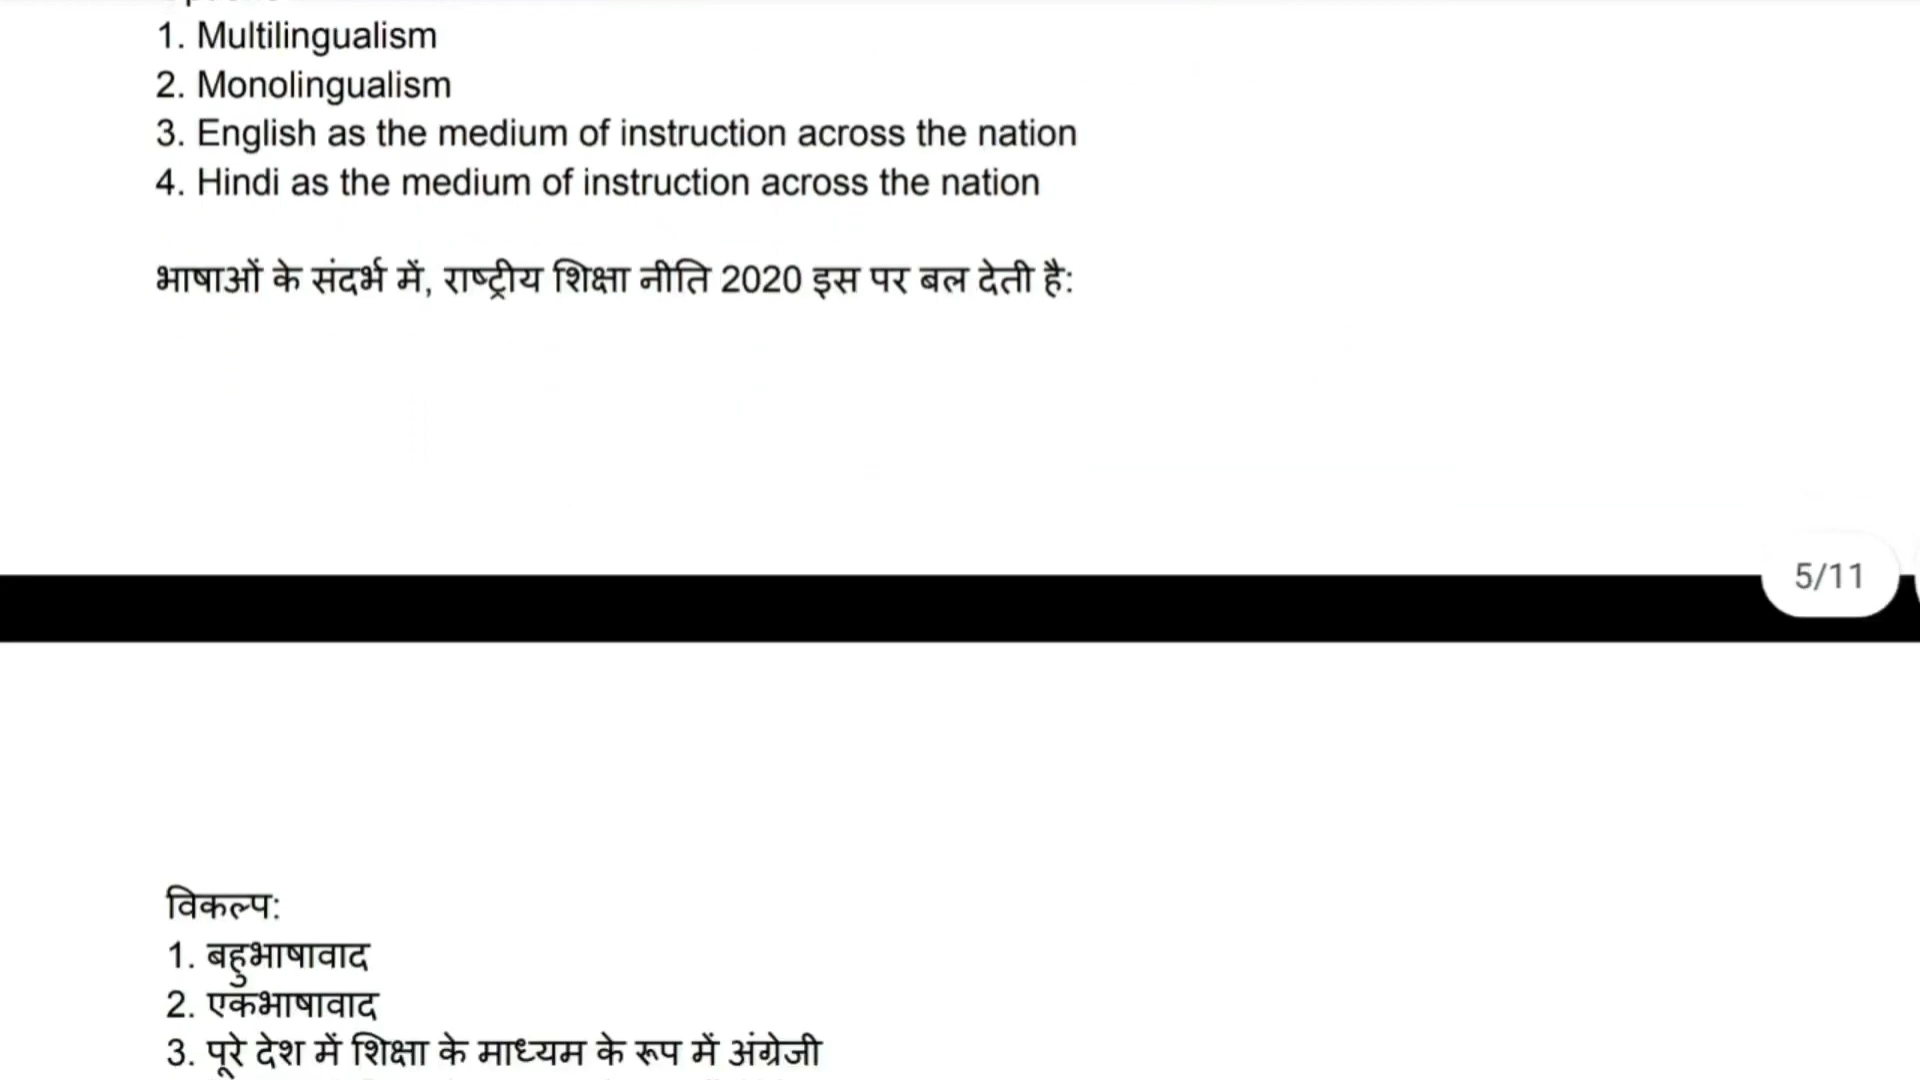 1. Multilingualism
2. Monolingualism
3. English as the medium of instruction across the nation
4. Hindi as the medium of instruction across the nation
भाषाओं के संदर्भ में, राष्ट्रीय शिक्षा नीति 2020 इस पर बल देती है:
5/11
विकल्प:
1. बहुभाषावाद
2. एकभाषावाद
3. पूरे देश में शिक्षा के माध्यम के रूप में अंग्रेजी